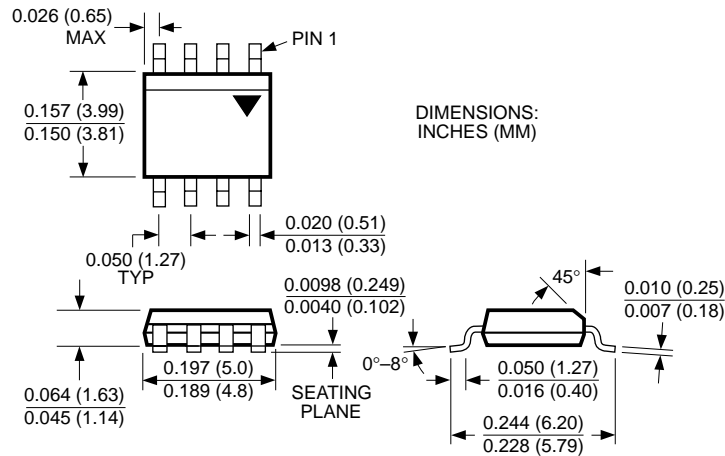 0.026 (0.65)
MAX
PIN 1
0.157 (3.99)
0.150 (3.81)
DIMENSIONS:
INCHES (MM)
0.020 (0.51)
0.013 (0.33)
0.050 (1.27)
TYP
0.0098 (0.249)
0.0040 (0.102)
45°
0.010 (0.25)
0.007 (0.18)
0°–8°
0.197 (5.0)
0.189 (4.8)
SEATING
PLANE
0.050 (1.27)
0.016 (0.40)
0.064 (1.63)
0.045 (1.14)
0.244 (6.20)
0.228 (5.79)